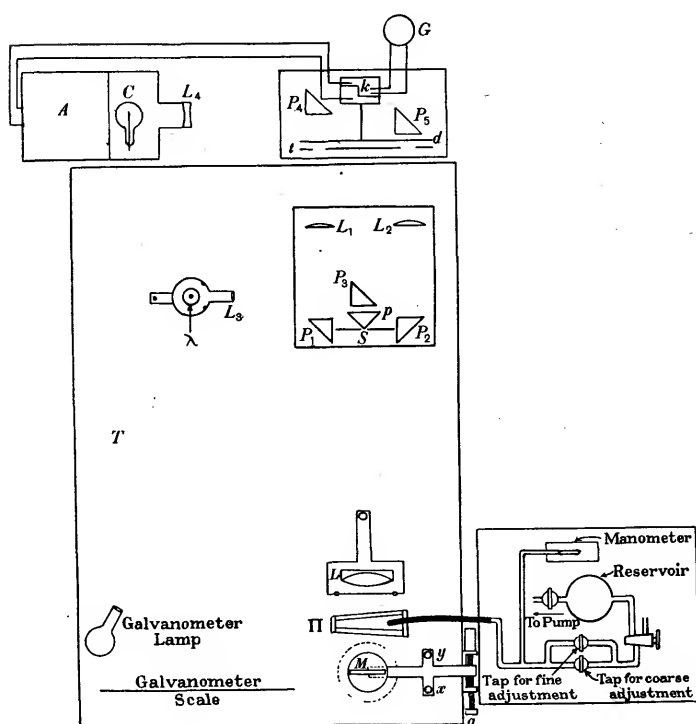 G
A
C
L4
k
P4
P5
t
d
L1
L2
P3
L3
p
P1
S
P2
λ
T
Manometer
Reservoir
L
To Pump
Π
Galvanometer
Lamp
Tap for fine
adjustment
Tap for coarse
adjustment
M
y
x
Galvanometer
Scale